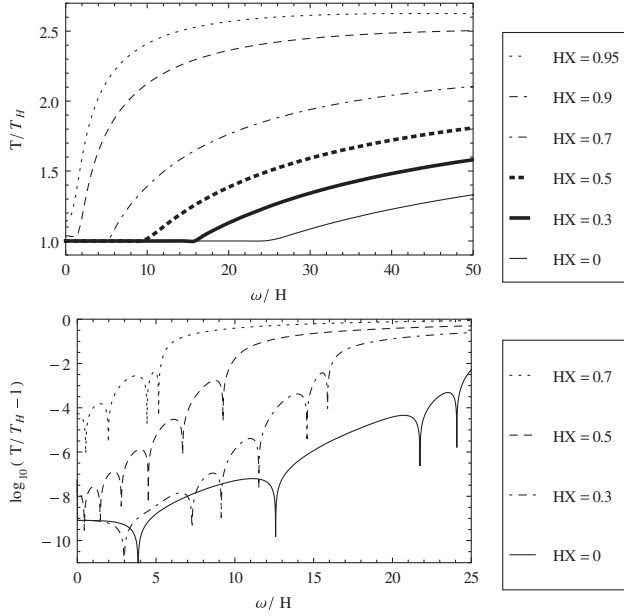 2.5
2.0
1.5
1.0
T/ T_H
0 10 20 30 40 50
ω/ H
HX = 0.95
HX = 0.9
HX = 0.7
HX = 0.5
HX = 0.3
HX = 0
0
−2
−4
−6
−8
−10
log₁₀ ( T/ T_H − 1)
0 5 10 15 20 25
ω/ H
HX = 0.7
HX = 0.5
HX = 0.3
HX = 0